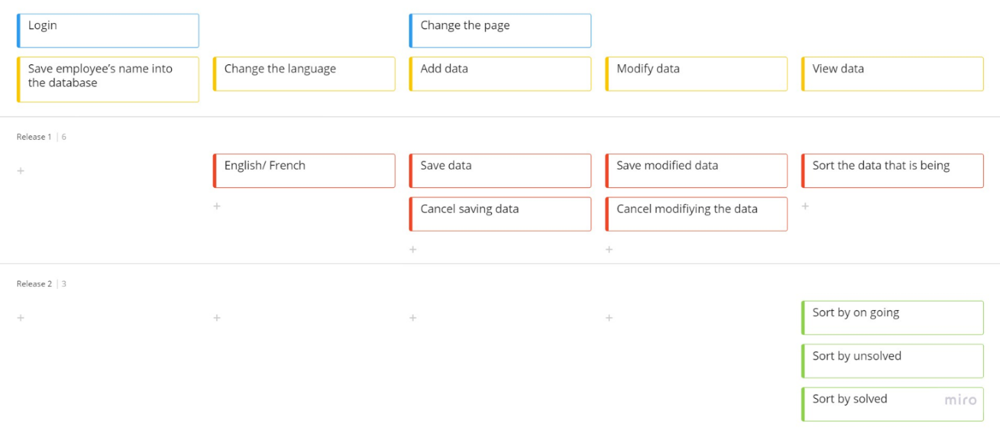 Login
Change the page
Save employee's name into
the database
Change the language
Add data
Modify data
View data
Release 1 | 6
English/ French
Save data
Save modified data
Sort the data that is being
Cancel saving data
Cancel modifiying the data
Release 2 | 3
Sort by on going
Sort by unsolved
Sort by solved
miro